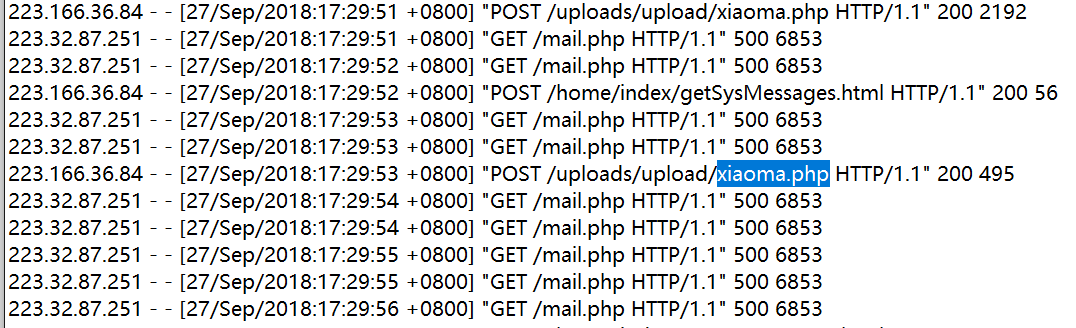 223.166.36.84 - - [27/Sep/2018:17:29:51 +0800] "POST /uploads/upload/xiaoma.php HTTP/1.1" 200 2192
223.32.87.251 - - [27/Sep/2018:17:29:51 +0800] "GET /mail.php HTTP/1.1" 500 6853
223.32.87.251 - - [27/Sep/2018:17:29:52 +0800] "GET /mail.php HTTP/1.1" 500 6853
223.166.36.84 - - [27/Sep/2018:17:29:52 +0800] "POST /home/index/getSysMessages.html HTTP/1.1" 200 56
223.32.87.251 - - [27/Sep/2018:17:29:53 +0800] "GET /mail.php HTTP/1.1" 500 6853
223.32.87.251 - - [27/Sep/2018:17:29:53 +0800] "GET /mail.php HTTP/1.1" 500 6853
223.166.36.84 - - [27/Sep/2018:17:29:53 +0800] "POST /uploads/upload/xiaoma.php HTTP/1.1" 200 495
223.32.87.251 - - [27/Sep/2018:17:29:54 +0800] "GET /mail.php HTTP/1.1" 500 6853
223.32.87.251 - - [27/Sep/2018:17:29:54 +0800] "GET /mail.php HTTP/1.1" 500 6853
223.32.87.251 - - [27/Sep/2018:17:29:55 +0800] "GET /mail.php HTTP/1.1" 500 6853
223.32.87.251 - - [27/Sep/2018:17:29:55 +0800] "GET /mail.php HTTP/1.1" 500 6853
223.32.87.251 - - [27/Sep/2018:17:29:56 +0800] "GET /mail.php HTTP/1.1" 500 6853